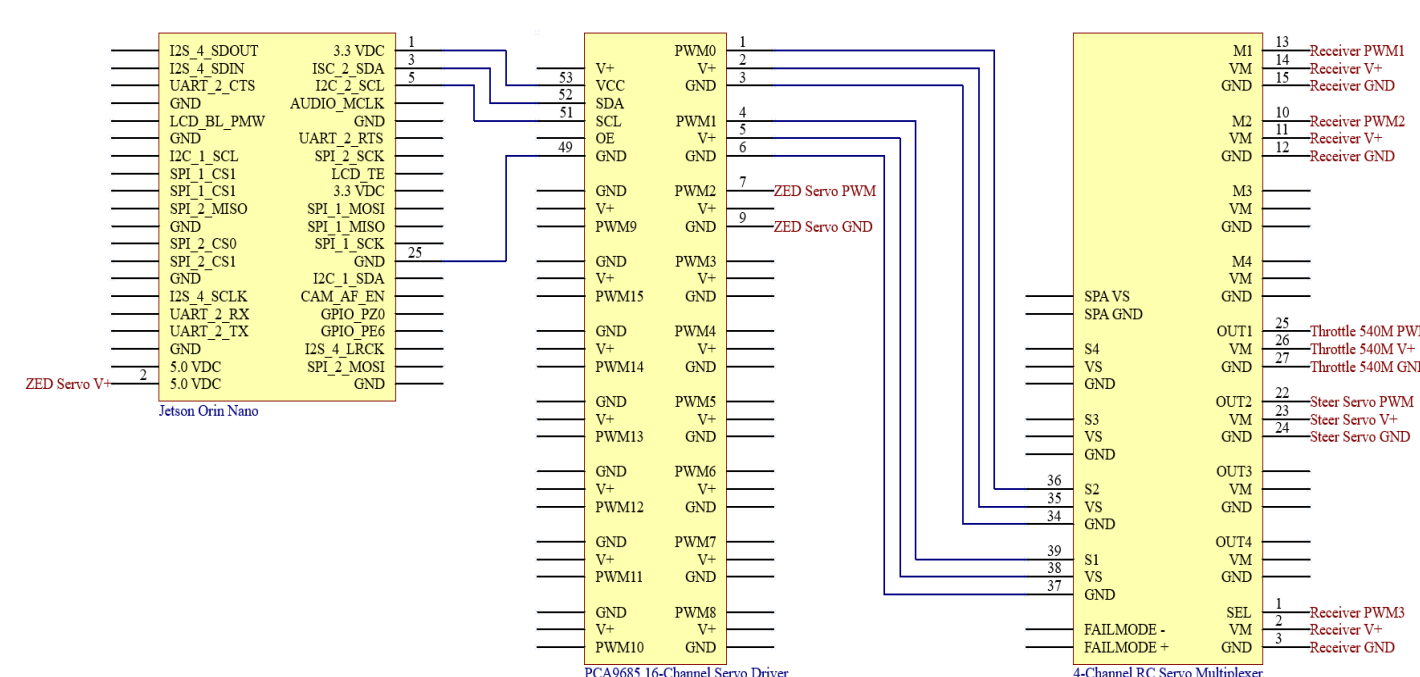 I2S_4_SDOUT 3.3 VDC 1
I2S_4_SDIN ISC_2_SDA 3
UART_2_CTS I2C_2_SCL 5
GND AUDIO_MCLK
LCD_BL_PMW GND
GND UART_2_RTS
I2C_1_SCL SPI_2_SCK
SPI_1_CS1 LCD_TE
SPI_1_CS1 3.3 VDC
SPI_2_MISO SPI_1_MOSI
GND SPI_1_MISO
SPI_2_CS0 SPI_1_SCK
SPI_2_CS1 GND 25
GND I2C_1_SDA
I2S_4_SCLK CAM_AF_EN
UART_2_RX GPIO_PZ0
UART_2_TX GPIO_PE6
GND I2S_4_LRCK
5.0 VDC SPI_2_MOSI
ZED Servo V+ 2 5.0 VDC GND
Jetson Orin Nano
PWM0 1
V+ V+ 2
53 VCC GND 3
52 SDA
51 SCL PWM1 4
OE V+ 5
49 GND GND 6
GND PWM2 7 ZED Servo PWM
V+ V+
PWM9 GND 9 ZED Servo GND
GND PWM3
V+ V+
PWM15 GND
GND PWM4
V+ V+
PWM14 GND
GND PWM5
V+ V+
PWM13 GND
GND PWM6
V+ V+
PWM12 GND
GND PWM7
V+ V+
PWM11 GND
GND PWM8
V+ V+
PWM10 GND
PCA9685 16-Channel Servo Driver
M1 13 Receiver PWM1
VM 14 Receiver V+
GND 15 Receiver GND
M2 10 Receiver PWM2
VM 11 Receiver V+
GND 12 Receiver GND
M3
VM
GND
M4
VM
SPA VS GND
SPA GND
OUT1 25 Throttle 540M PW
S4 VM 26 Throttle 540M V+
VS GND 27 Throttle 540M GN
GND
OUT2 22 Steer Servo PWM
S3 VM 23 Steer Servo V+
VS GND 24 Steer Servo GND
GND
OUT3
36 S2 VM
35 VS GND
34 GND
OUT4
39 S1 VM
38 VS GND
37 GND
SEL 1 Receiver PWM3
FAILMODE - VM 2 Receiver V+
FAILMODE + GND 3 Receiver GND
4-Channel RC Servo Multiplexer